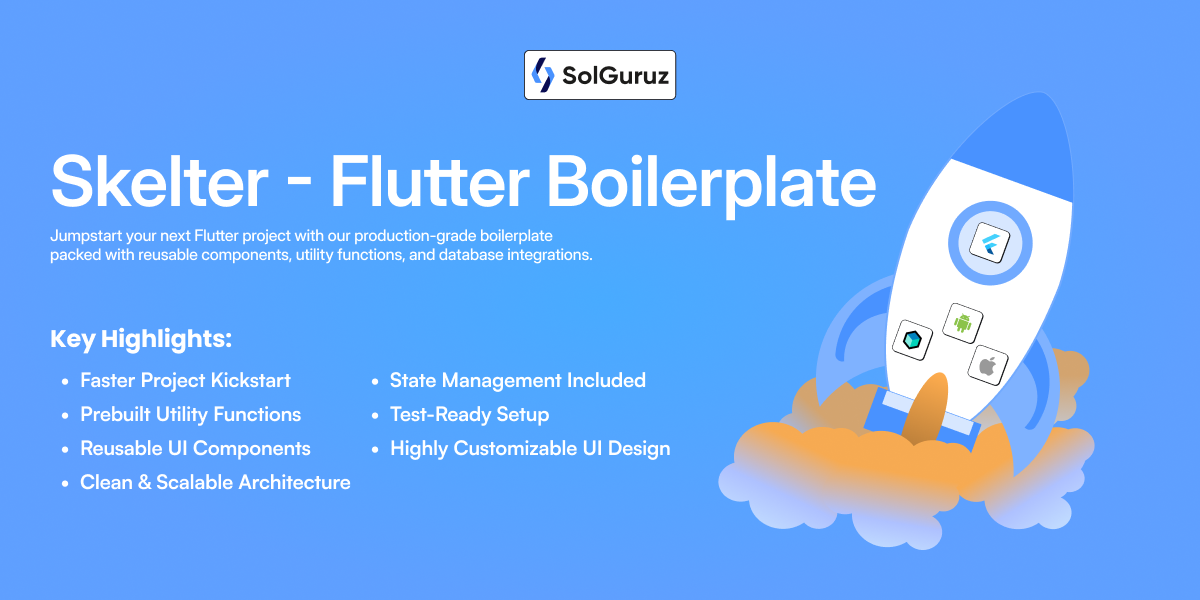 SolGuruz
Skelter - Flutter Boilerplate
Jumpstart your next Flutter project with our production-grade boilerplate
packed with reusable components, utility functions, and database integrations.
Key Highlights:
• Faster Project Kickstart
• Prebuilt Utility Functions
• Reusable UI Components
• Clean & Scalable Architecture
• State Management Included
• Test-Ready Setup
• Highly Customizable UI Design